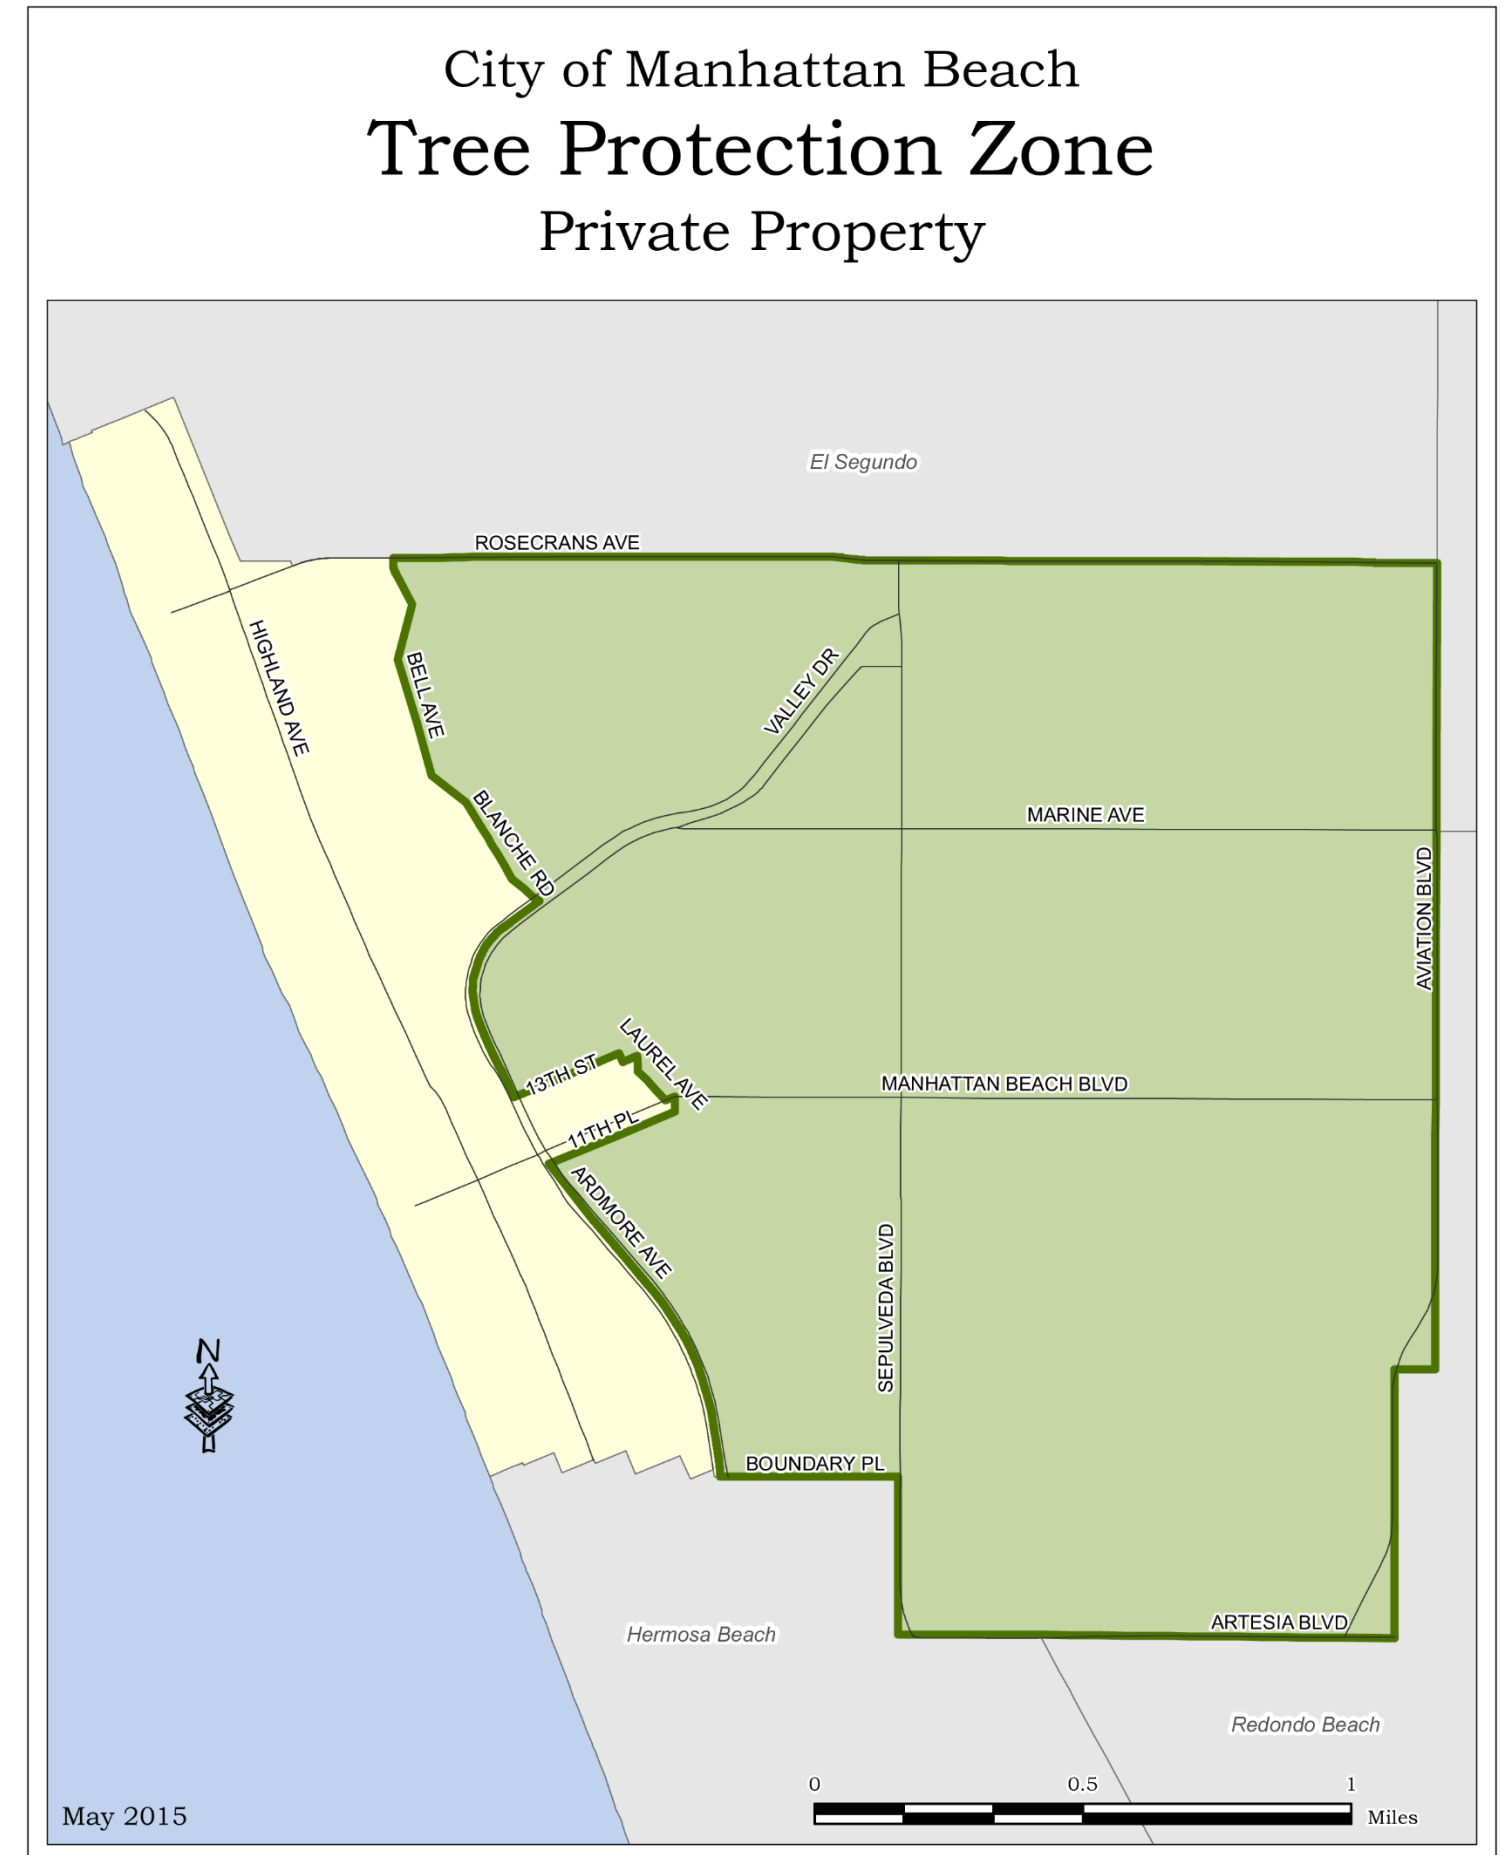 City of Manhattan Beach
Tree Protection Zone
Private Property
El Segundo
ROSECRANS AVE
HIGHLAND AVE
BELL AVE
VALLEY DR
BLANCHE RD
MARINE AVE
AVIATION BLVD
LAUREL AVE
13TH ST
MANHATTAN BEACH BLVD
11TH PL
ARDMORE AVE
SEPULVEDA BLVD
N
BOUNDARY PL
ARTESIA BLVD
Hermosa Beach
Redondo Beach
0 0.5 1
Miles
May 2015